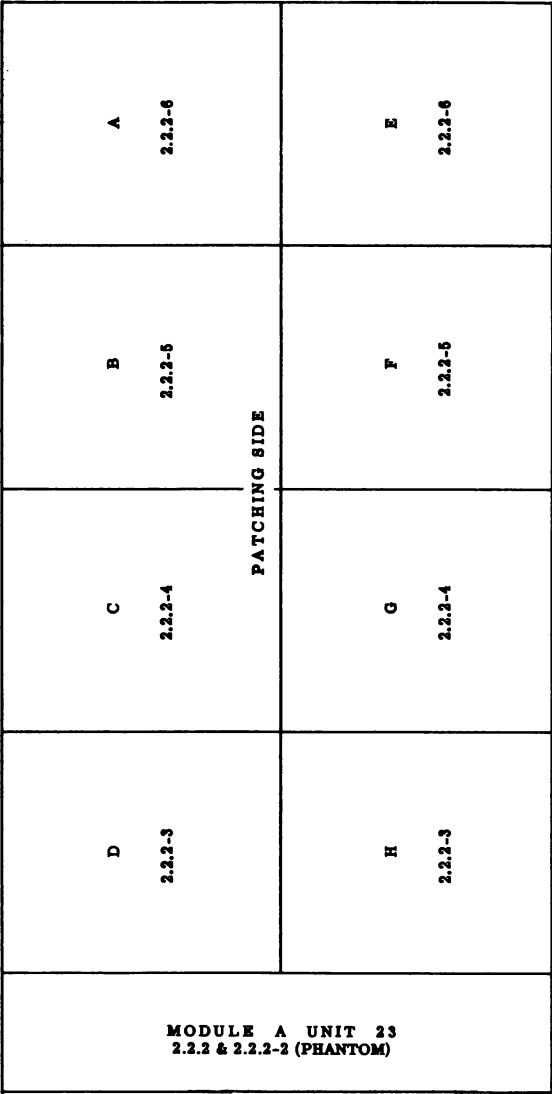 A
2.2.2-6
E
2.2.2-6
B
2.2.2-5
F
2.2.2-5
PATCHING SIDE
C
2.2.2-4
G
2.2.2-4
D
2.2.2-3
H
2.2.2-3
MODULE A UNIT 23
2.2.2 & 2.2.2-2 (PHANTOM)